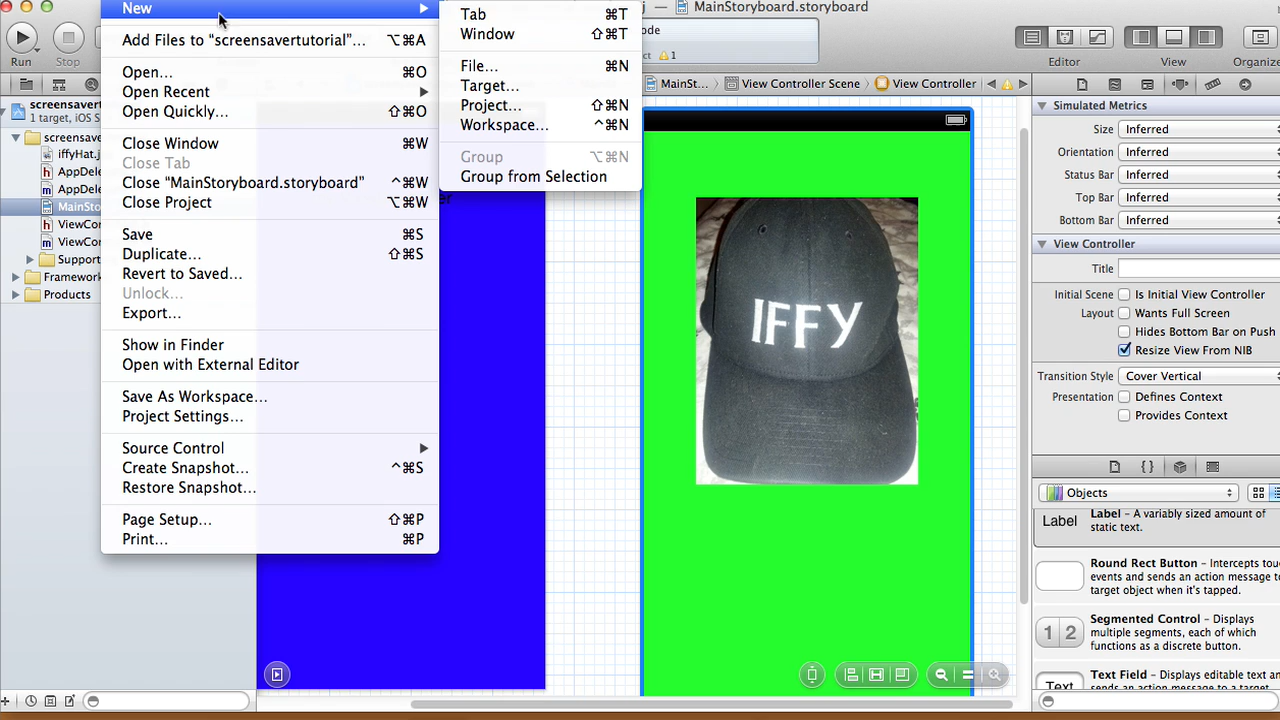 New
Tab ⌘T
MainStoryboard.storyboard
Window ⇧⌘T
Add Files to “screensavertutorial”... ⌥⌘A
Run
Editor
View
Organize
File... ⌘N
Open... ⌘O
Target...
Open Recent
Project... ⇧⌘N
Open Quickly... ⇧⌘O
Workspace... ^⌘N
MainSt...
View Controller Scene
View Controller
Close Window ⌘W
Group ⌥⌘N
Close Tab
Group from Selection
Close “MainStoryboard.storyboard” ^⌘W
Close Project ⌥⌘W
Save ⌘S
Duplicate... ⇧⌘S
Revert to Saved...
Unlock...
Export...
Show in Finder
Open with External Editor
Save As Workspace...
Project Settings...
Source Control
Create Snapshot... ^⌘S
Restore Snapshot...
Page Setup... ⇧⌘P
Print... ⌘P
screensavert
1 target, iOS S
screensave
iffyHat.j
AppDele
AppDele
MainSto
ViewCo
ViewCo
Support
Framework
Products
IFFY
Simulated Metrics
Size Inferred
Orientation Inferred
Status Bar Inferred
Top Bar Inferred
Bottom Bar Inferred
View Controller
Title
Initial Scene Is Initial View Controller
Layout Wants Full Screen
Hides Bottom Bar on Push
Resize View From NIB
Transition Style Cover Vertical
Presentation Defines Context
Provides Context
Objects
Label
Label – A variably sized amount of
static text.
Round Rect Button – Intercepts tou
events and sends an action message to
target object when it's tapped.
1 2
Segmented Control – Displays
multiple segments, each of which
functions as a discrete button.
Text
Text Field – Displays editable text an